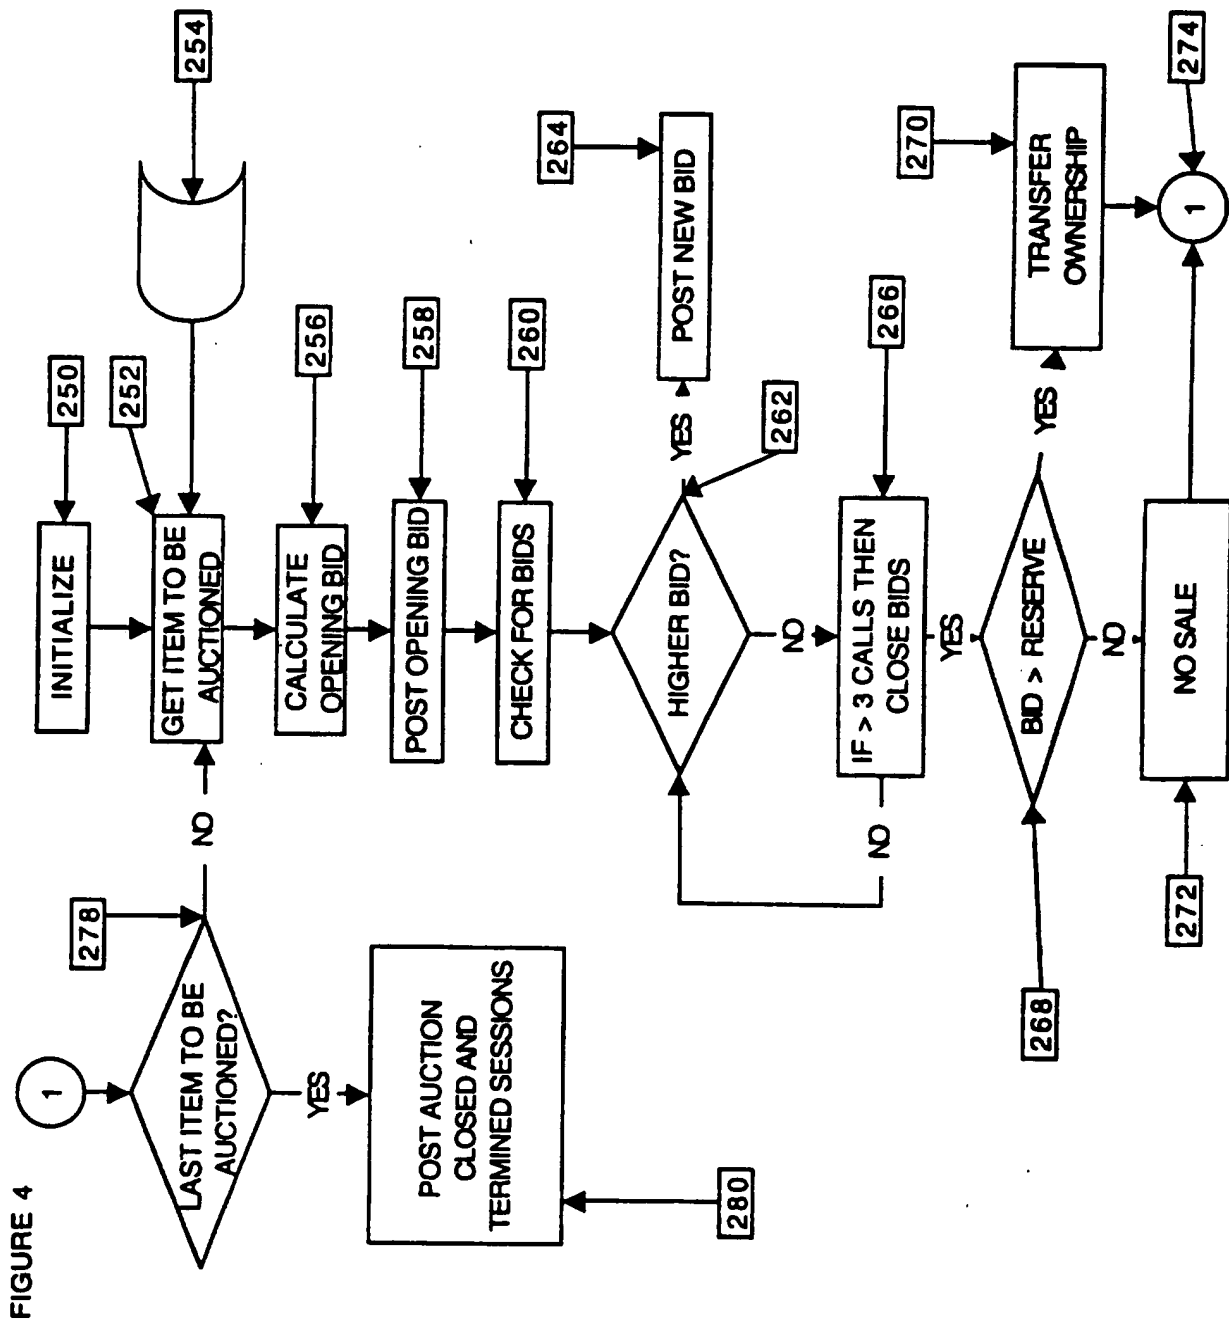 FIGURE 4
1
LAST ITEM TO BE
AUCTIONED?
278
NO
YES
POST AUCTION
CLOSED AND
TERMINED SESSIONS
280
INITIALIZE
250
252
GET ITEM TO BE
AUCTIONED
254
CALCULATE
OPENING BID
256
POST OPENING BID
258
CHECK FOR BIDS
260
HIGHER BID?
262
YES
POST NEW BID
264
NO
IF > 3 CALLS THEN
CLOSE BIDS
266
NO
YES
BID > RESERVE
268
YES
TRANSFER
OWNERSHIP
270
NO
NO SALE
272
1
274